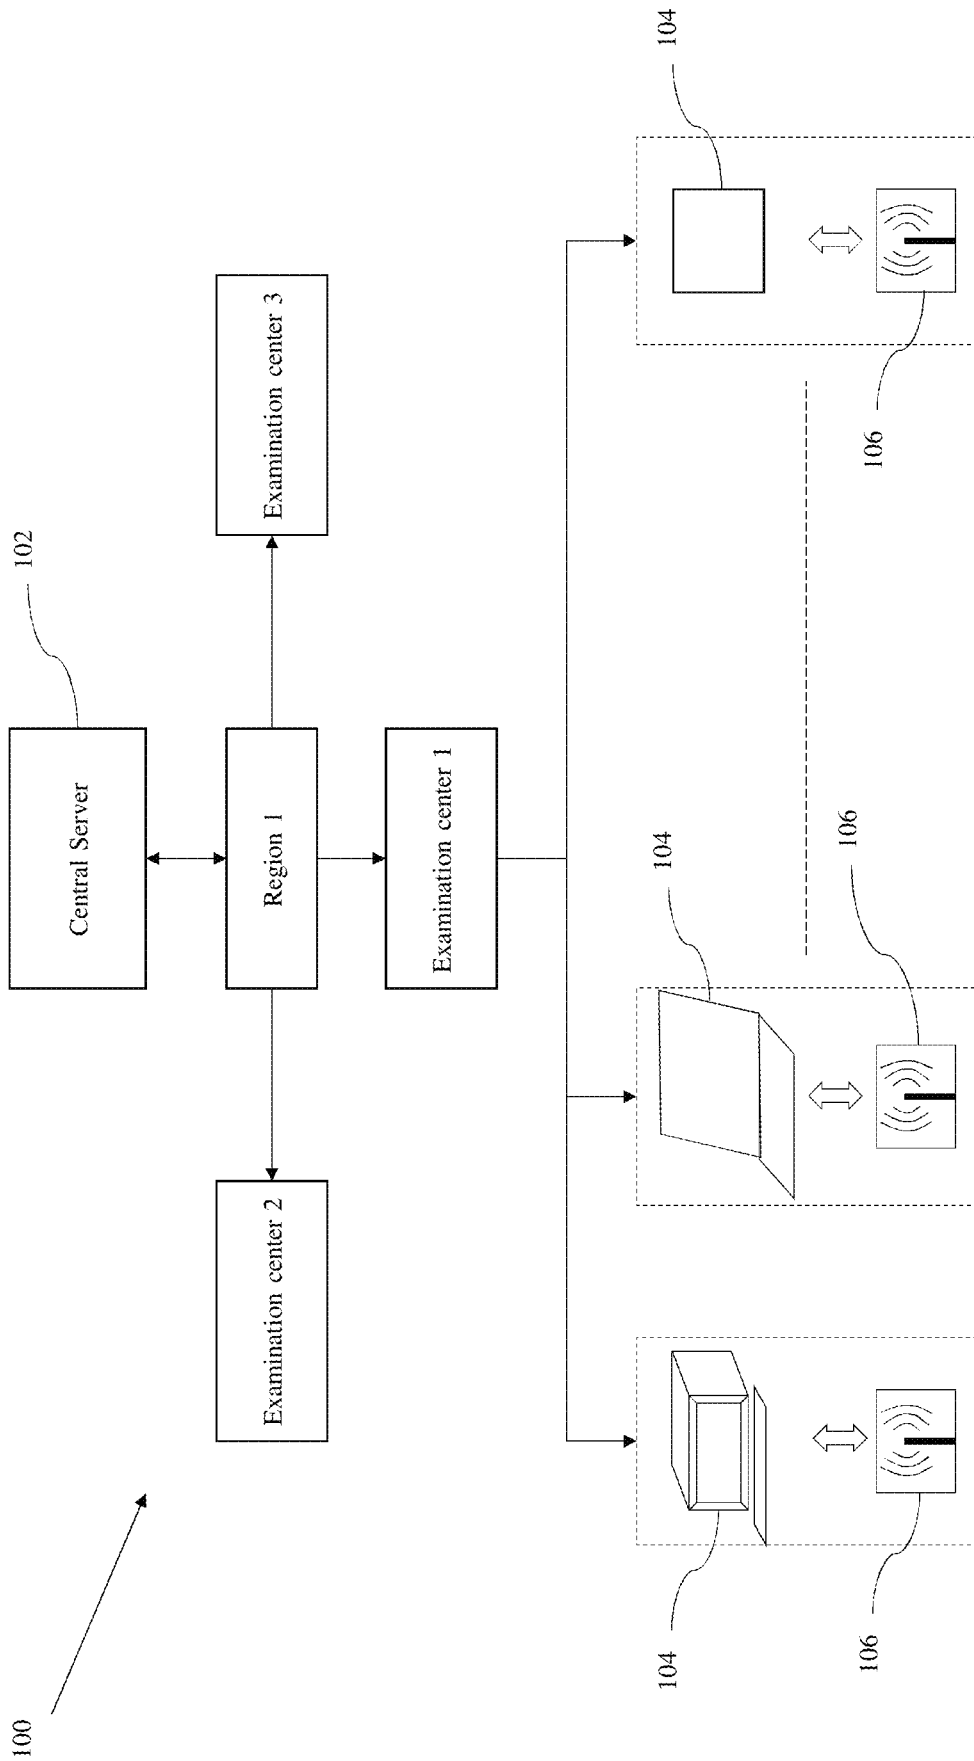 100
102
Central Server
Examination center 2
Region 1
Examination center 3
Examination center 1
104
104
104
106
106
106